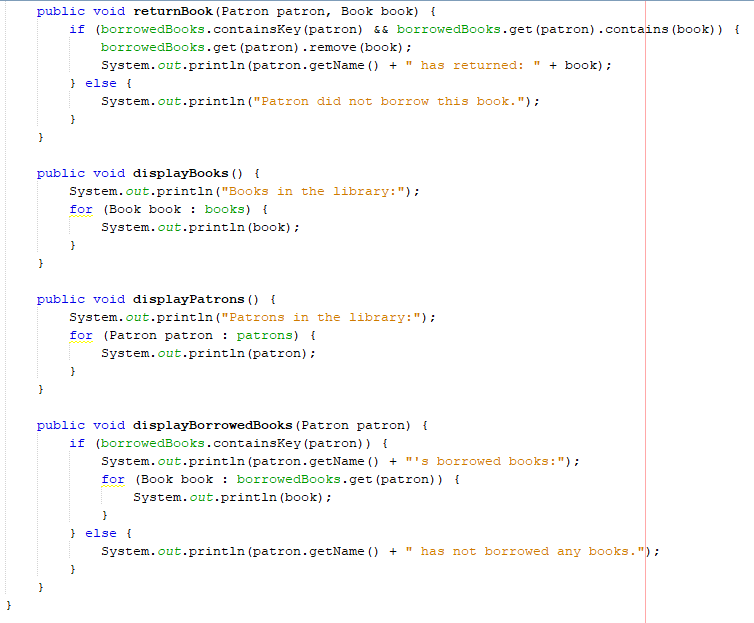 public void returnBook(Patron patron, Book book) {
if (borrowedBooks.containsKey(patron) && borrowedBooks.get(patron).contains(book)) {
borrowedBooks.get(patron).remove(book);
System.out.println(patron.getName() + " has returned: " + book);
} else {
System.out.println("Patron did not borrow this book.");
}
}
public void displayBooks() {
System.out.println("Books in the library:");
for (Book book : books) {
System.out.println(book);
}
}
public void displayPatrons() {
System.out.println("Patrons in the library:");
for (Patron patron : patrons) {
System.out.println(patron);
}
}
public void displayBorrowedBooks(Patron patron) {
if (borrowedBooks.containsKey(patron)) {
System.out.println(patron.getName() + "'s borrowed books:");
for (Book book : borrowedBooks.get(patron)) {
System.out.println(book);
}
} else {
System.out.println(patron.getName() + " has not borrowed any books.");
}
}
}